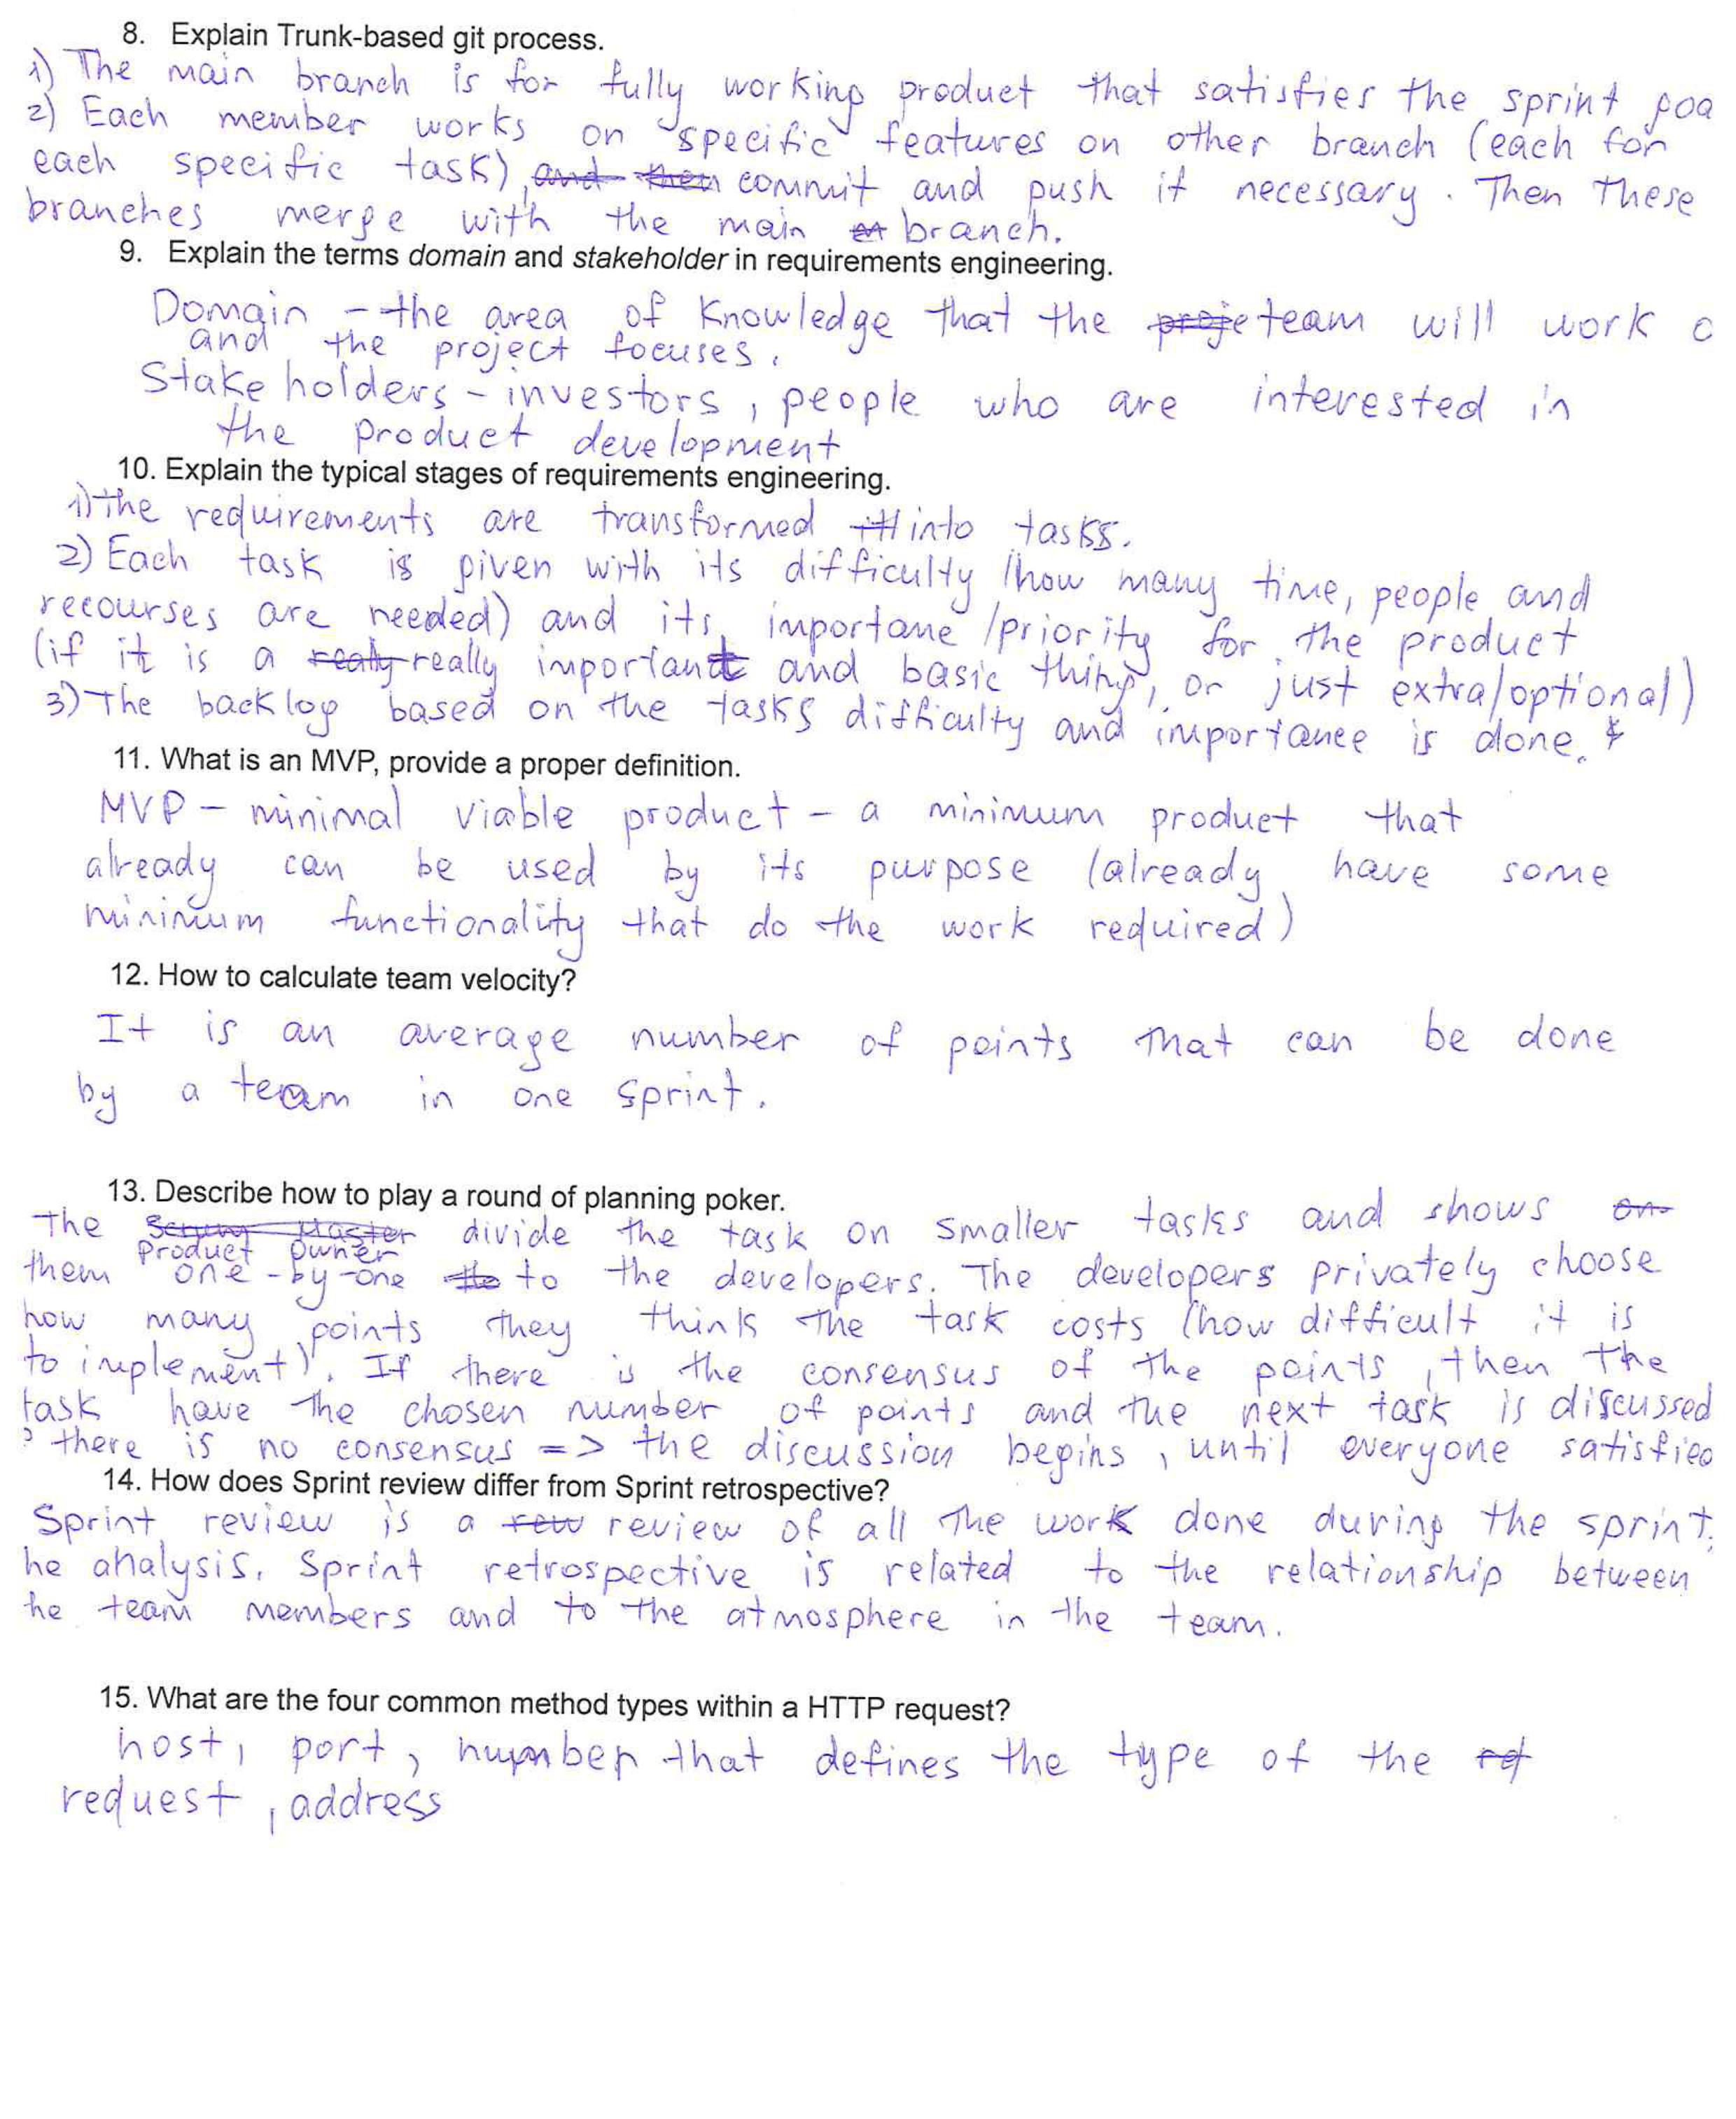 8. Explain Trunk-based git process.
1) The main branch is for fully working product that satisfies the sprint goa
2) Each member works on specific features on other branch (each for
each specific task), and then commit and push if necessary. Then these
branches merge with the main branch.
9. Explain the terms domain and stakeholder in requirements engineering.
Domain - the area of knowledge that the proje team will work o
and the project focuses.
Stakeholders - investors, people who are interested in
the product development
10. Explain the typical stages of requirements engineering.
1) The requirements are transformed into tasks.
2) Each task is given with its difficulty (how many time, people and
recourses are needed) and its importane /priority for the product
(if it is a realy really important and basic thing, or just extra/optional)
3) The backlog based on the tasks difficulty and importance is done.
11. What is an MVP, provide a proper definition.
MVP - minimal viable product - a minimum product that
already can be used by its purpose (already have some
minimum functionality that do the work required)
12. How to calculate team velocity?
It is an average number of points that can be done
by a team in one sprint.
13. Describe how to play a round of planning poker.
The Scrum Master divide the task on smaller tasks and shows on
product owner
them one-by-one to the developers. The developers privately choose
how many points they think the task costs (how difficult it is
to implement). If there is the consensus of the points, then the
task have the chosen number of points and the next task is discussed
there is no consensus => the discussion begins, until everyone satisfied
14. How does Sprint review differ from Sprint retrospective?
Sprint review is a rew review of all the work done during the sprint,
he analysis. Sprint retrospective is related to the relationship between
he team members and to the atmosphere in the team.
15. What are the four common method types within a HTTP request?
host, port, number that defines the type of the
request, address